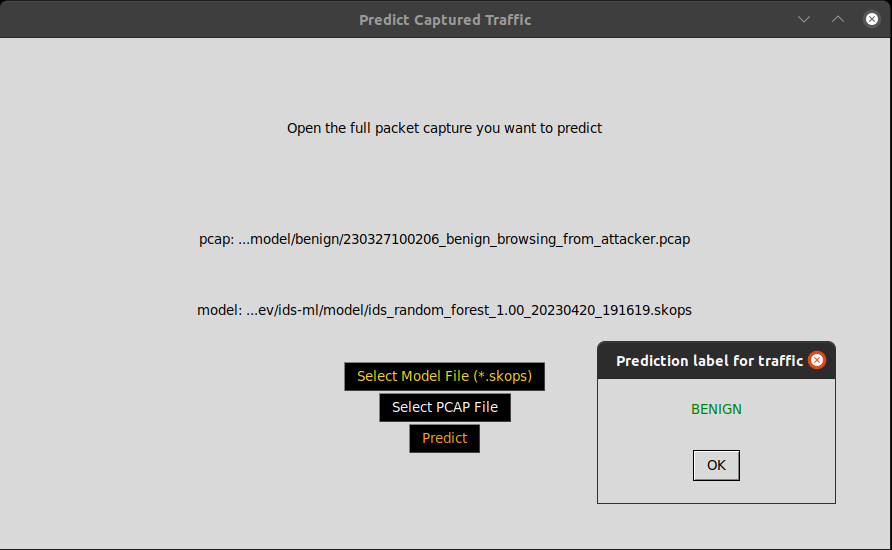 Predict Captured Traffic
Open the full packet capture you want to predict
pcap: ...model/benign/230327100206_benign_browsing_from_attacker.pcap
model: ...ev/ids-ml/model/ids_random_forest_1.00_20230420_191619.skops
Select Model File (*.skops)
Select PCAP File
Predict
Prediction label for traffic
BENIGN
OK